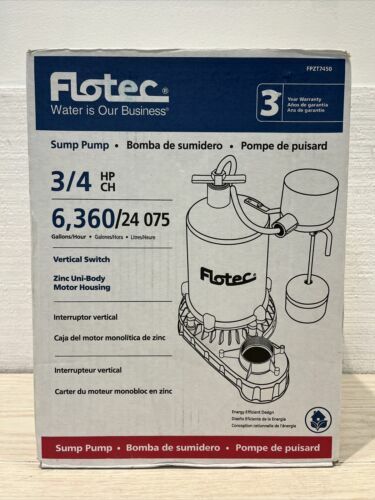 FPZT7450
Flotec®
Water is Our Business®
3 Year Warranty
Años de garantía
Ans de garantie
Sump Pump • Bomba de sumidero • Pompe de puisard
3/4 HP
CH
6,360/24 075
Gallons/Hour • Galones/Hora • Litres/Heure
Vertical Switch
Zinc Uni-Body
Motor Housing
Flotec®
Interruptor vertical
Caja del motor monolítica de zinc
Interrupteur vertical
Carter du moteur monobloc en zinc
Energy Efficient Design
Diseño Eficiente de la Energía
Conception rationnelle de l'énergie
Sump Pump • Bomba de sumidero • Pompe de puisard